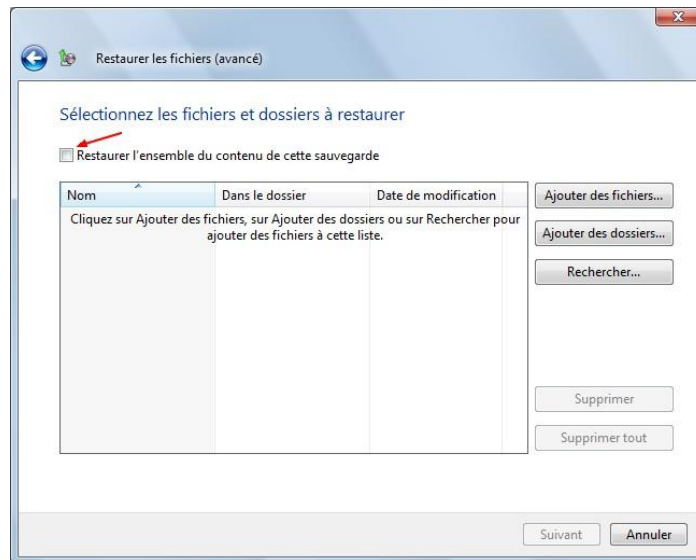 Restaurer les fichiers (avancé)
Sélectionnez les fichiers et dossiers à restaurer
Restaurer l'ensemble du contenu de cette sauvegarde
Nom Dans le dossier Date de modification
Cliquez sur Ajouter des fichiers, sur Ajouter des dossiers ou sur Rechercher pour
ajouter des fichiers à cette liste.
Ajouter des fichiers...
Ajouter des dossiers...
Rechercher...
Supprimer
Supprimer tout
Suivant Annuler